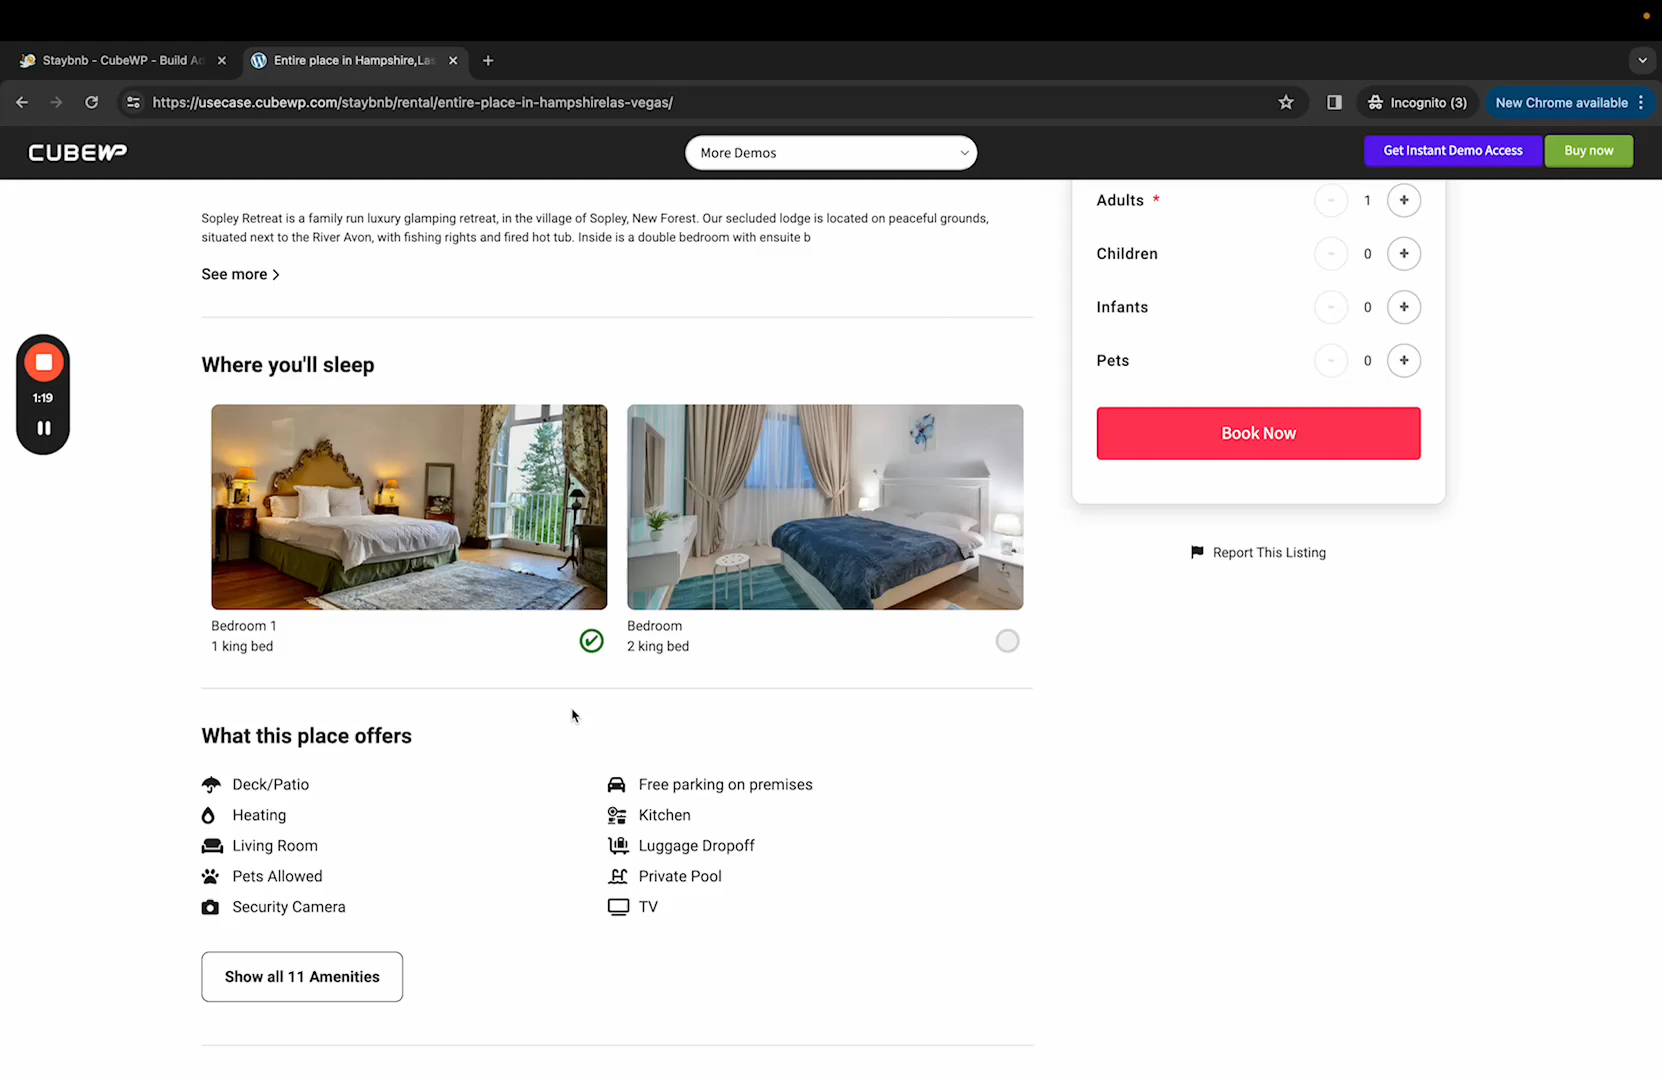 Staybnb - CubeWP - Build Ad
Entire place in Hampshire,Las
https://usecase.cubewp.com/staybnb/rental/entire-place-in-hampshirelas-vegas/
Incognito (3)
New Chrome available
CUBEWP
More Demos
Get Instant Demo Access
Buy now
Sopley Retreat is a family run luxury glamping retreat, in the village of Sopley, New Forest. Our secluded lodge is located on peaceful grounds,
situated next to the River Avon, with fishing rights and fired hot tub. Inside is a double bedroom with ensuite b
See more >
Adults * - 1 +
Children - 0 +
Infants - 0 +
Pets - 0 +
Book Now
Report This Listing
1:19
Where you'll sleep
Bedroom 1
1 king bed
Bedroom
2 king bed
What this place offers
Deck/Patio
Heating
Living Room
Pets Allowed
Security Camera
Free parking on premises
Kitchen
Luggage Dropoff
Private Pool
TV
Show all 11 Amenities